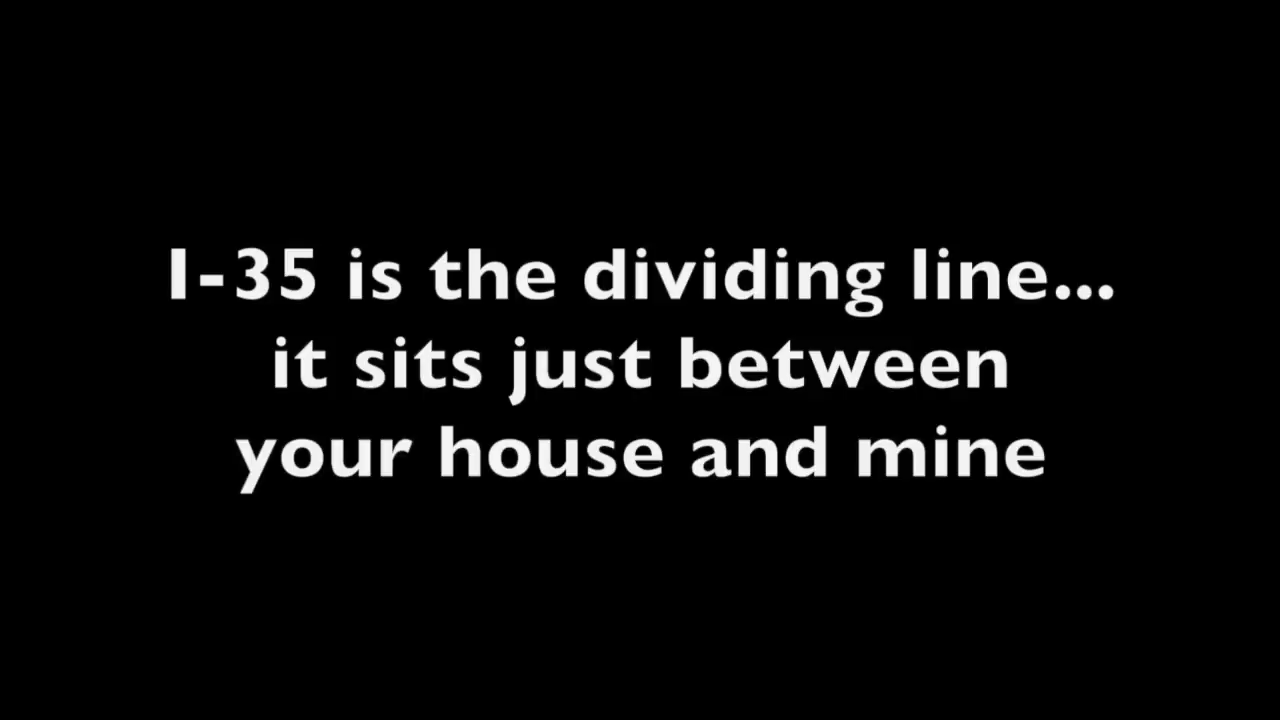 I-35 is the dividing line...
it sits just between
your house and mine